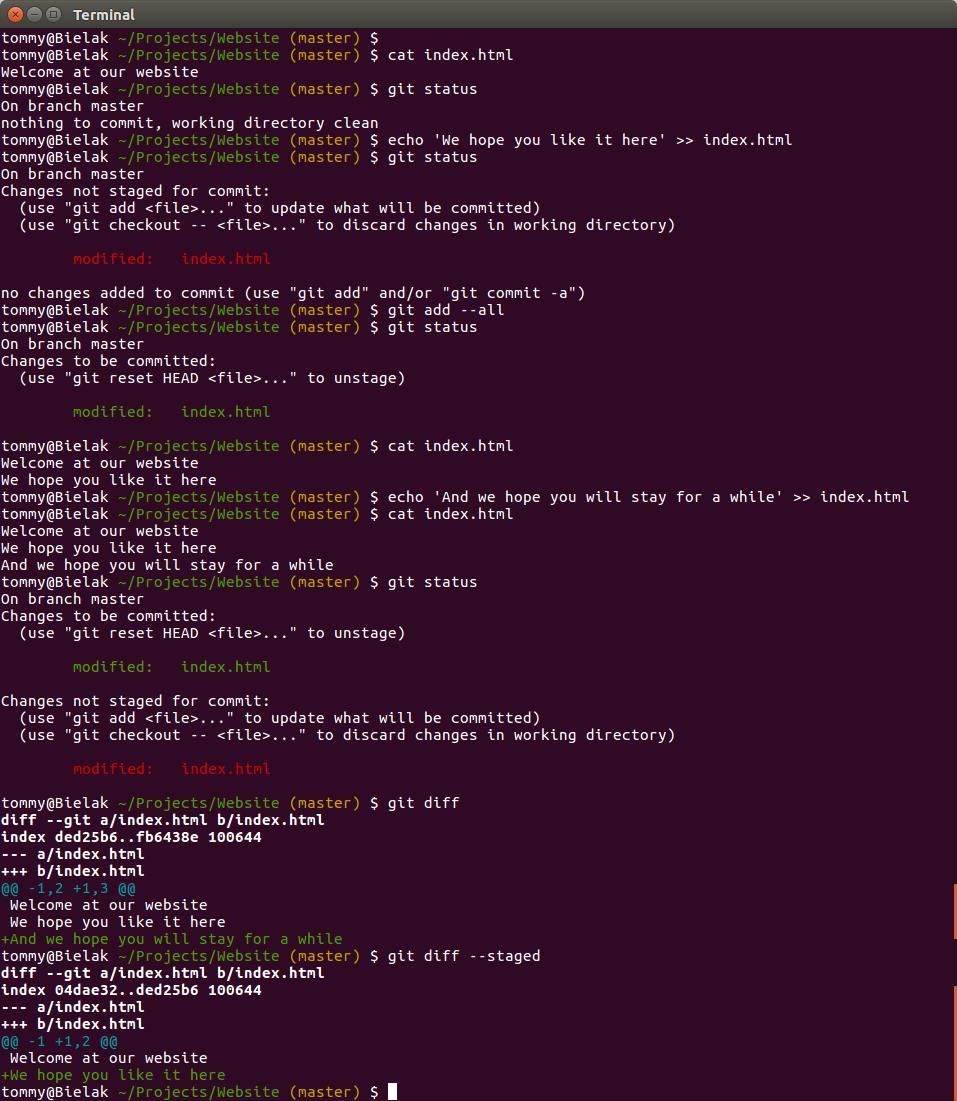 Terminal
tommy@Bielak ~/Projects/Website (master) $
tommy@Bielak ~/Projects/Website (master) $ cat index.html
Welcome at our website
tommy@Bielak ~/Projects/Website (master) $ git status
On branch master
nothing to commit, working directory clean
tommy@Bielak ~/Projects/Website (master) $ echo 'We hope you like it here' >> index.html
tommy@Bielak ~/Projects/Website (master) $ git status
On branch master
Changes not staged for commit:
  (use "git add <file>..." to update what will be committed)
  (use "git checkout -- <file>..." to discard changes in working directory)

        modified:   index.html

no changes added to commit (use "git add" and/or "git commit -a")
tommy@Bielak ~/Projects/Website (master) $ git add --all
tommy@Bielak ~/Projects/Website (master) $ git status
On branch master
Changes to be committed:
  (use "git reset HEAD <file>..." to unstage)

        modified:   index.html

tommy@Bielak ~/Projects/Website (master) $ cat index.html
Welcome at our website
We hope you like it here
tommy@Bielak ~/Projects/Website (master) $ echo 'And we hope you will stay for a while' >> index.html
tommy@Bielak ~/Projects/Website (master) $ cat index.html
Welcome at our website
We hope you like it here
And we hope you will stay for a while
tommy@Bielak ~/Projects/Website (master) $ git status
On branch master
Changes to be committed:
  (use "git reset HEAD <file>..." to unstage)

        modified:   index.html

Changes not staged for commit:
  (use "git add <file>..." to update what will be committed)
  (use "git checkout -- <file>..." to discard changes in working directory)

        modified:   index.html

tommy@Bielak ~/Projects/Website (master) $ git diff
diff --git a/index.html b/index.html
index ded25b6..fb6438e 100644
--- a/index.html
+++ b/index.html
@@ -1,2 +1,3 @@
 Welcome at our website
 We hope you like it here
+And we hope you will stay for a while
tommy@Bielak ~/Projects/Website (master) $ git diff --staged
diff --git a/index.html b/index.html
index 04dae32..ded25b6 100644
--- a/index.html
+++ b/index.html
@@ -1 +1,2 @@
 Welcome at our website
+We hope you like it here
tommy@Bielak ~/Projects/Website (master) $